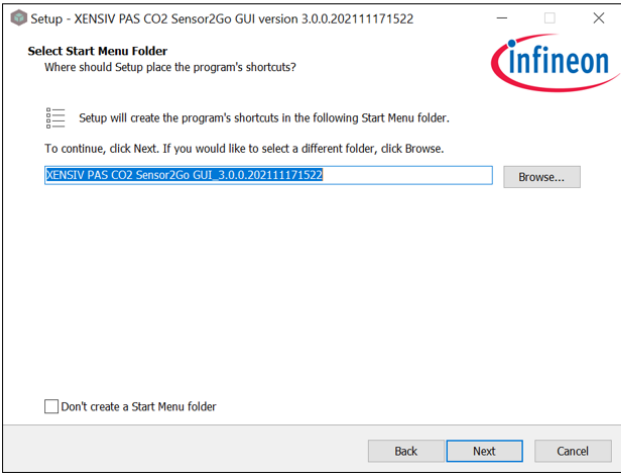 Setup - XENSIV PAS CO2 Sensor2Go GUI version 3.0.0.202111171522
Select Start Menu Folder
Where should Setup place the program's shortcuts?
infineon
Setup will create the program's shortcuts in the following Start Menu folder.
To continue, click Next. If you would like to select a different folder, click Browse.
XENSIV PAS CO2 Sensor2Go GUI_3.0.0.202111171522
Browse...
Don't create a Start Menu folder
Back
Next
Cancel